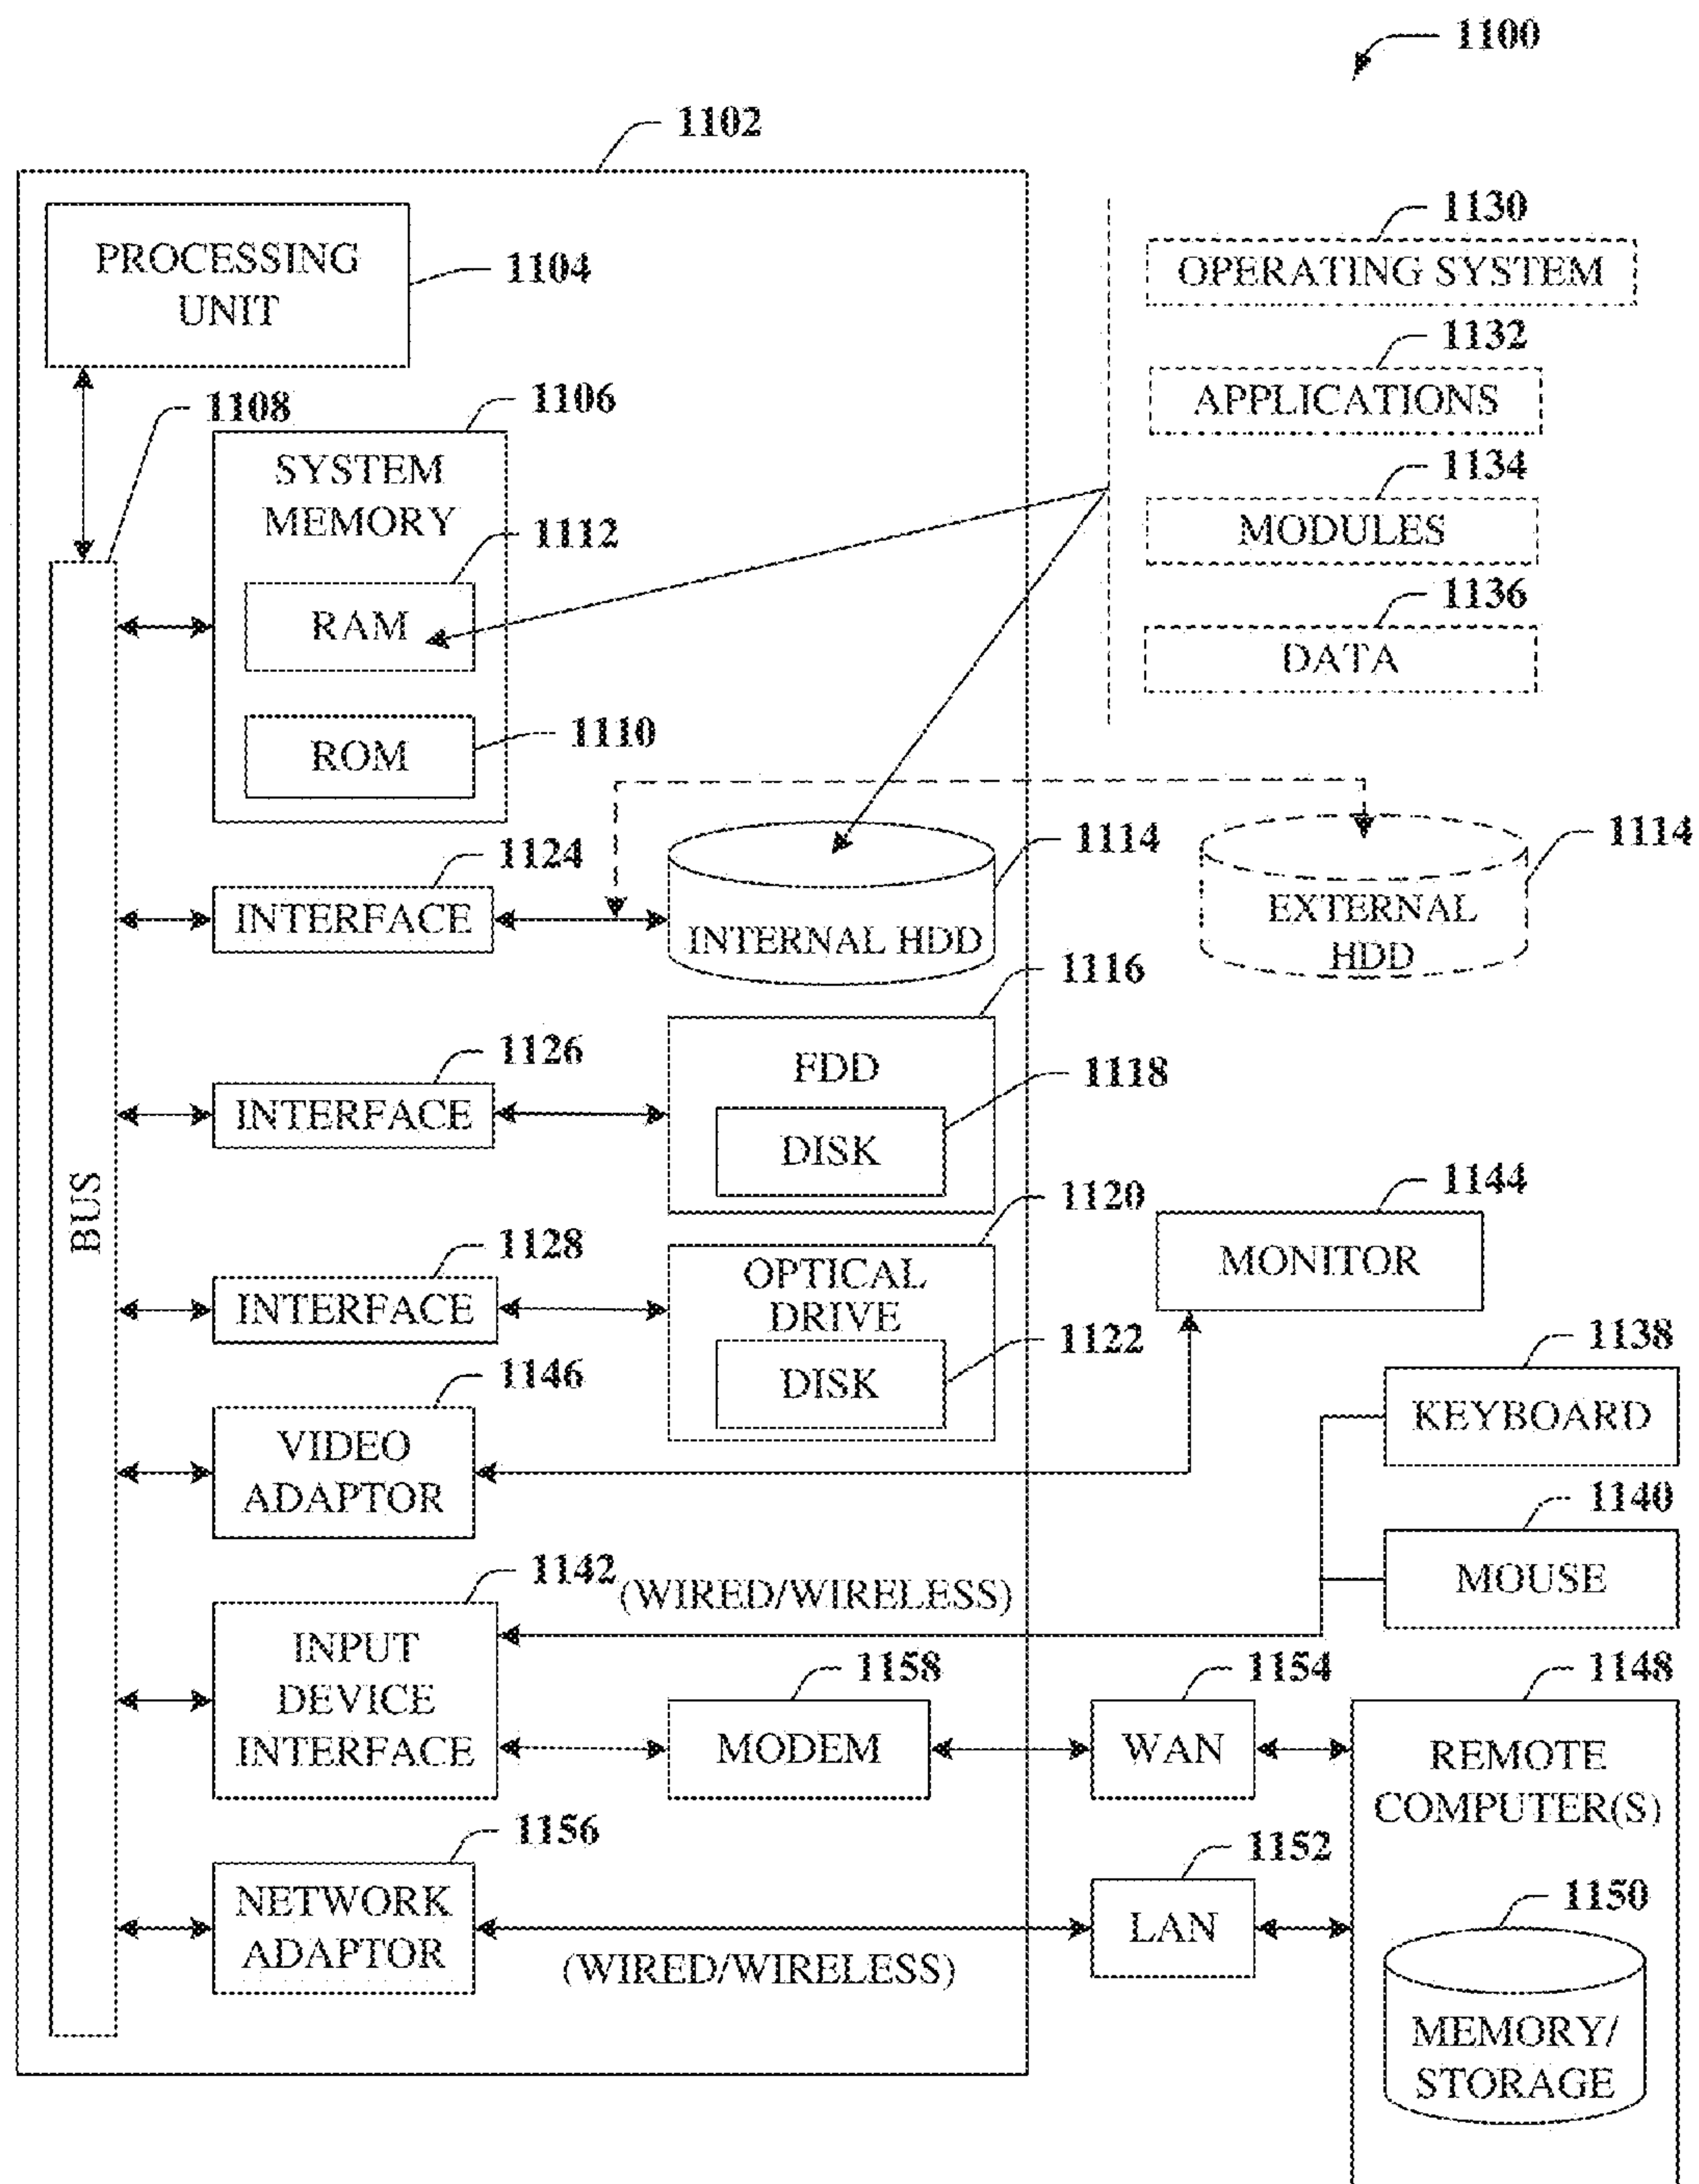 1100
1102
PROCESSING
UNIT
1104
1130
OPERATING SYSTEM
1132
APPLICATIONS
1134
MODULES
1136
DATA
1108
1106
SYSTEM
MEMORY
1112
RAM
1110
ROM
BUS
1124
INTERFACE
1114
INTERNAL HDD
1114
EXTERNAL
HDD
1116
FDD
1126
INTERFACE
1118
DISK
1120
OPTICAL
DRIVE
1128
INTERFACE
1122
DISK
1144
MONITOR
1138
KEYBOARD
1146
VIDEO
ADAPTOR
1140
MOUSE
1142
(WIRED/WIRELESS)
INPUT
DEVICE
INTERFACE
1158
MODEM
1154
WAN
1148
REMOTE
COMPUTER(S)
1156
NETWORK
ADAPTOR
(WIRED/WIRELESS)
1152
LAN
1150
MEMORY/
STORAGE